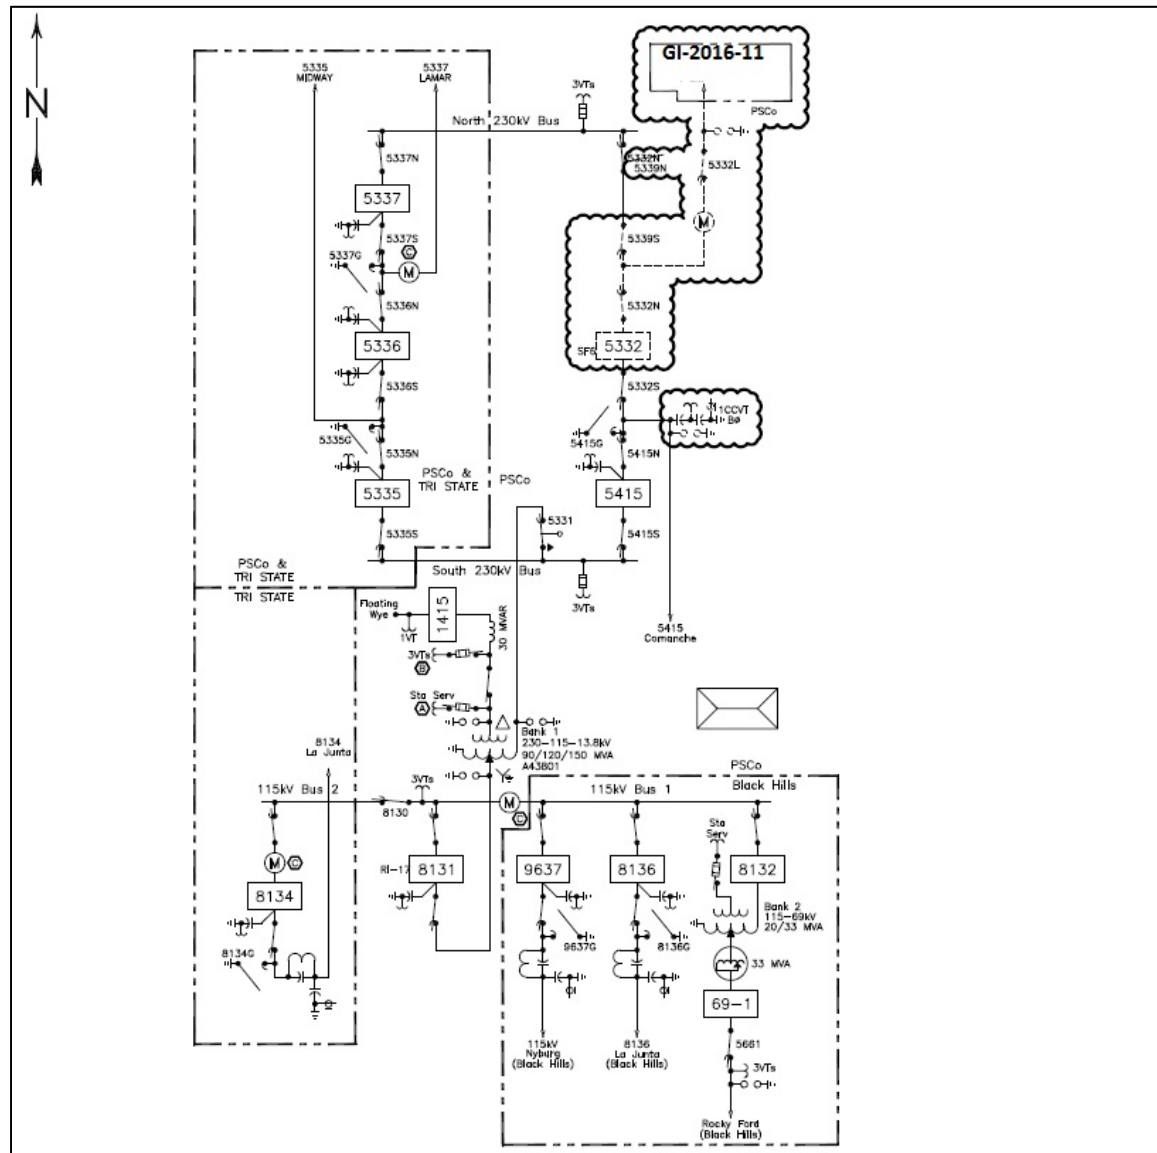 N
GI-2016-11
PSCo
5335
MIDWAY
5337
LAMAR
3VTs
North 230kV Bus
5337N
5332N
5339N
5332L
5337
M
5337S
C
5337G
M
5339S
5336N
5332N
5336
SF6
5332
5336S
5332S
1CCVT
BØ
5335G
5415G
5335N
5415N
PSCo &
TRI STATE
PSCo
5335
5415
5331
5335S
5415S
PSCo &
TRI STATE
TRI STATE
South 230kV Bus
3VTs
Floating
Wye
1415
1VT
30 MVAR
5415
Comanche
3VTs
B
Sta Serv
A
Bank 1
230-115-13.8kV
90/120/150 MVA
A43801
8134
La Junta
PSCo
Black Hills
115kV Bus 2
3VTs
115kV Bus 1
8130
M
C
Sta
Serv
M
C
RI-17
8131
9637
8136
8132
8134
Bank 2
115-69kV
20/33 MVA
8134G
9637G
8136G
33 MVA
69-1
5661
115kV
Nyburg
(Black Hills)
8136
La Junta
(Black Hills)
3VTs
Rocky Ford
(Black Hills)